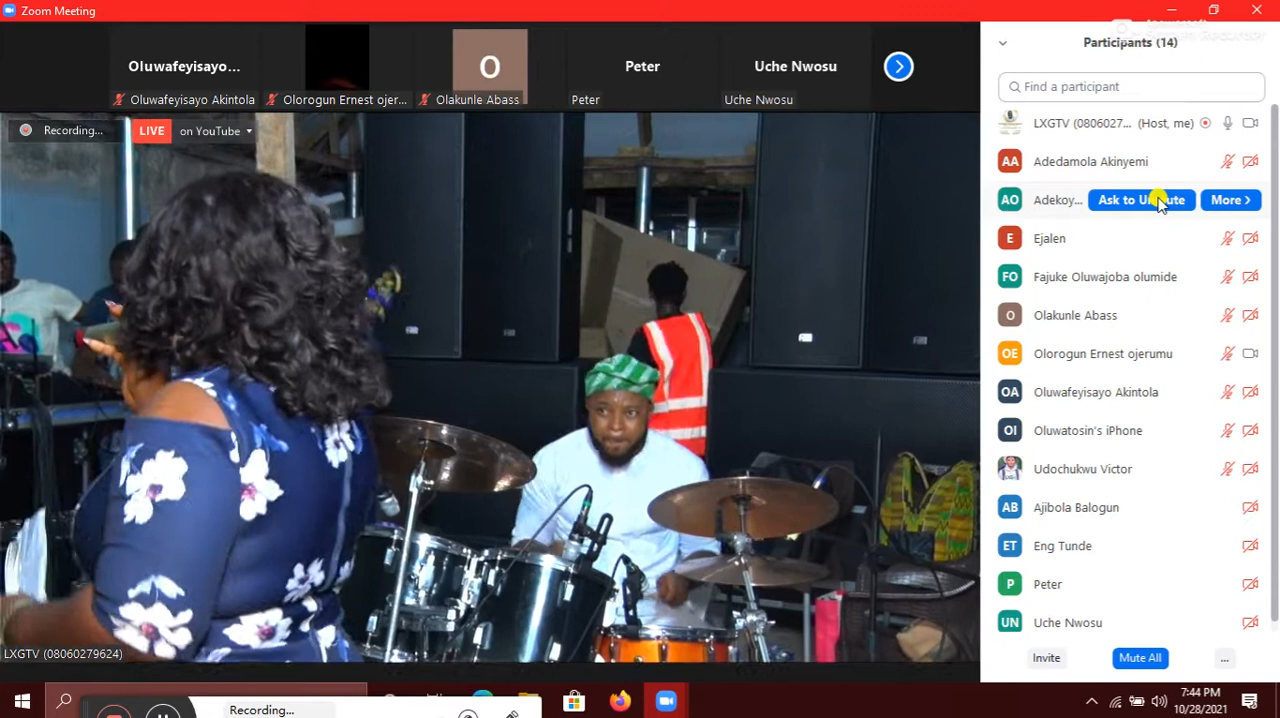 Zoom Meeting
Oluwafeyisayo...
O
Peter
Uche Nwosu
Oluwafeyisayo Akintola
Olorogun Ernest ojer...
Olakunle Abass
Peter
Uche Nwosu
Recording...
LIVE
on YouTube
LXGTV (08060279624)
Participants (14)
Find a participant
LXGTV (0806027... (Host, me)
AA Adedamola Akinyemi
AO Adekoy... Ask to Unmute More >
E Ejalen
FO Fajuke Oluwajoba olumide
O Olakunle Abass
OE Olorogun Ernest ojerumu
OA Oluwafeyisayo Akintola
OI Oluwatosin's iPhone
Udochukwu Victor
AB Ajibola Balogun
ET Eng Tunde
P Peter
UN Uche Nwosu
Invite
Mute All
...
Recording...
7:44 PM
10/28/2021